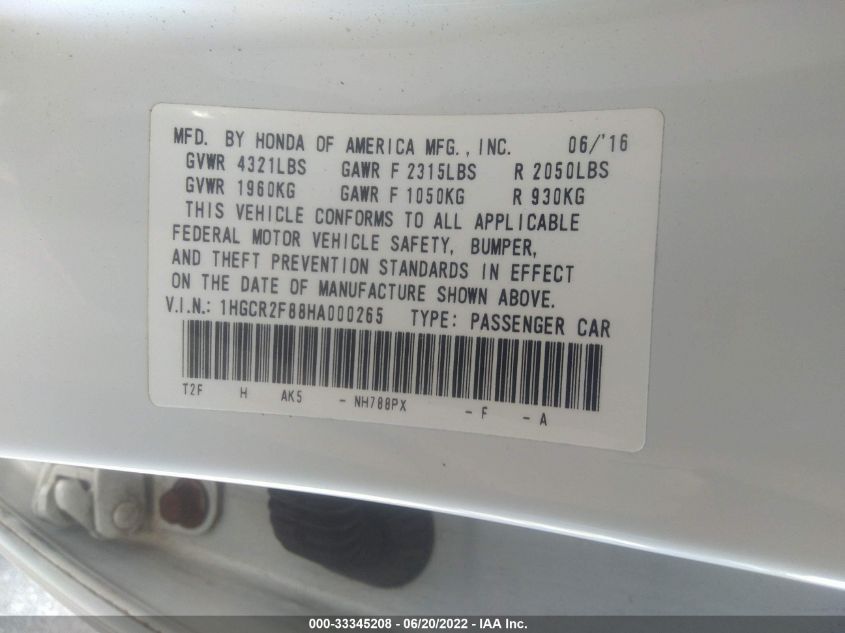 MFD. BY HONDA OF AMERICA MFG., INC. 06/'16
GVWR 4321LBS GAWR F 2315LBS R 2050LBS
GVWR 1960KG GAWR F 1050KG R 930KG
THIS VEHICLE CONFORMS TO ALL APPLICABLE
FEDERAL MOTOR VEHICLE SAFETY, BUMPER,
AND THEFT PREVENTION STANDARDS IN EFFECT
ON THE DATE OF MANUFACTURE SHOWN ABOVE.
V.I.N.: 1HGCR2F88HA000265 TYPE: PASSENGER CAR
T2F H AK5 - NH788PX - F - A
000-33345208 - 06/20/2022 - IAA Inc.